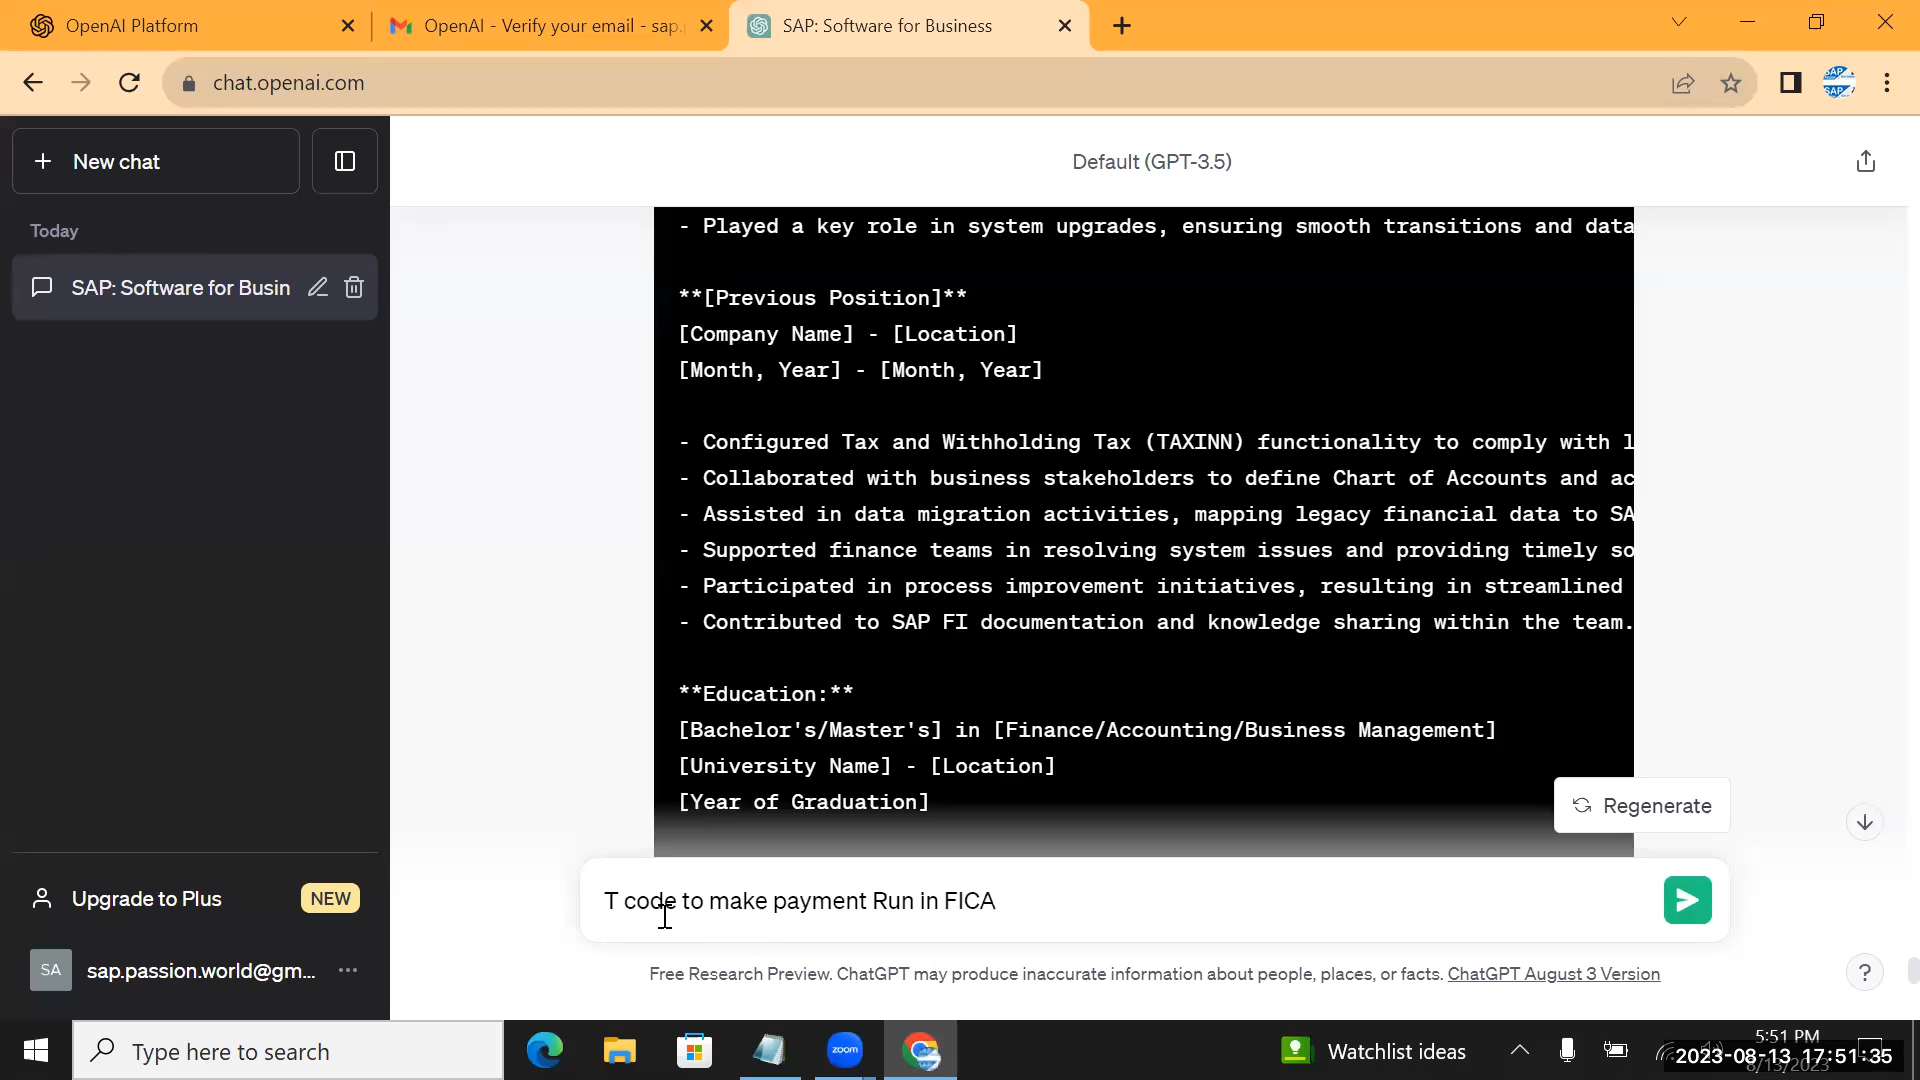 OpenAI Platform
OpenAI - Verify your email - sap.
SAP: Software for Business
chat.openai.com
New chat
Default (GPT-3.5)
Today
SAP: Software for Busin
- Played a key role in system upgrades, ensuring smooth transitions and data
**[Previous Position]**
[Company Name] - [Location]
[Month, Year] - [Month, Year]
- Configured Tax and Withholding Tax (TAXINN) functionality to comply with l
- Collaborated with business stakeholders to define Chart of Accounts and ac
- Assisted in data migration activities, mapping legacy financial data to SA
- Supported finance teams in resolving system issues and providing timely so
- Participated in process improvement initiatives, resulting in streamlined
- Contributed to SAP FI documentation and knowledge sharing within the team.
**Education:**
[Bachelor's/Master's] in [Finance/Accounting/Business Management]
[University Name] - [Location]
[Year of Graduation]
Regenerate
Upgrade to Plus NEW
T code to make payment Run in FICA
SA sap.passion.world@gm...
Free Research Preview. ChatGPT may produce inaccurate information about people, places, or facts. ChatGPT August 3 Version
?
Type here to search
zoom
Watchlist ideas
5:51 PM
2023-08-13 17:51:35